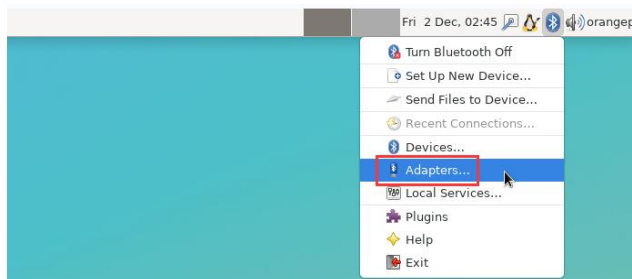 Fri 2 Dec, 02:45 orangep
Turn Bluetooth Off
Set Up New Device...
Send Files to Device...
Recent Connections...
Devices...
Adapters...
Local Services...
Plugins
Help
Exit